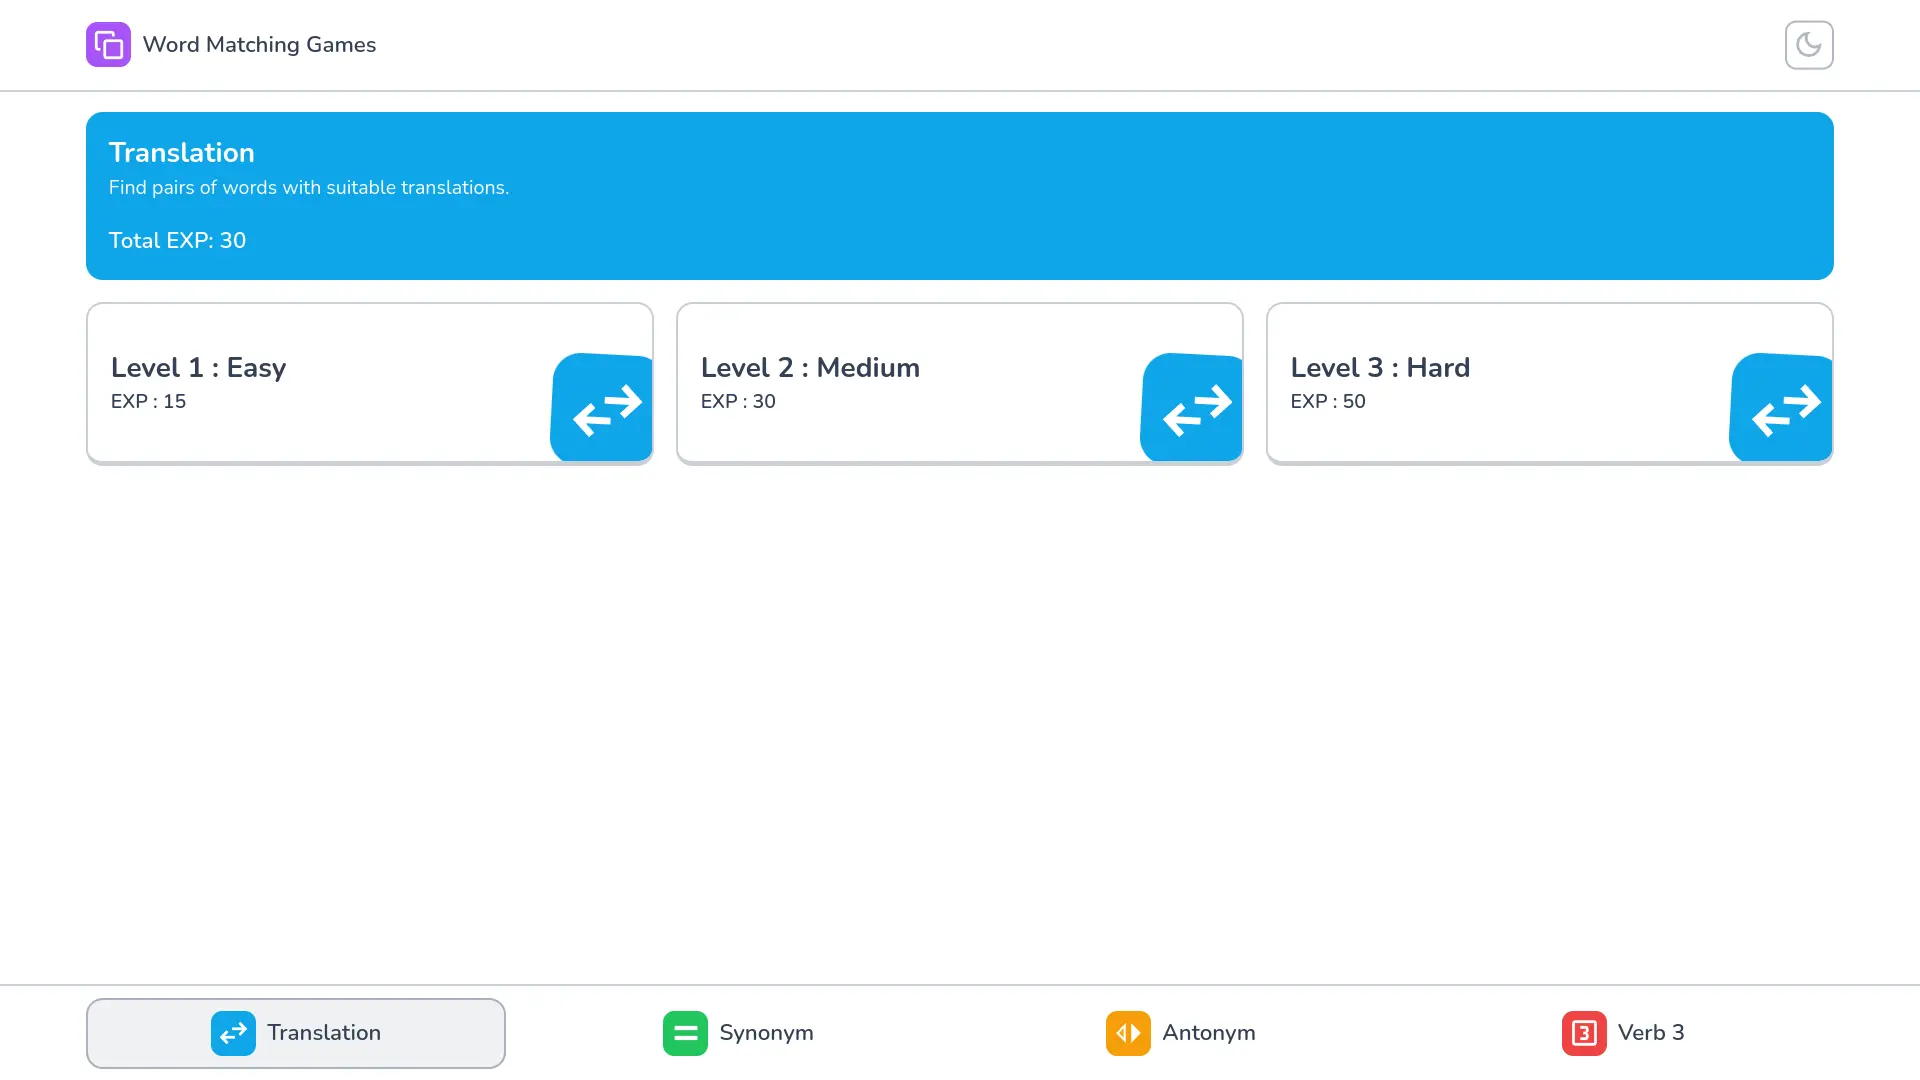 Word Matching Games
Translation
Find pairs of words with suitable translations.
Total EXP: 30
Level 1 : Easy
EXP : 15
Level 2 : Medium
EXP : 30
Level 3 : Hard
EXP : 50
Translation
Synonym
Antonym
3
Verb 3